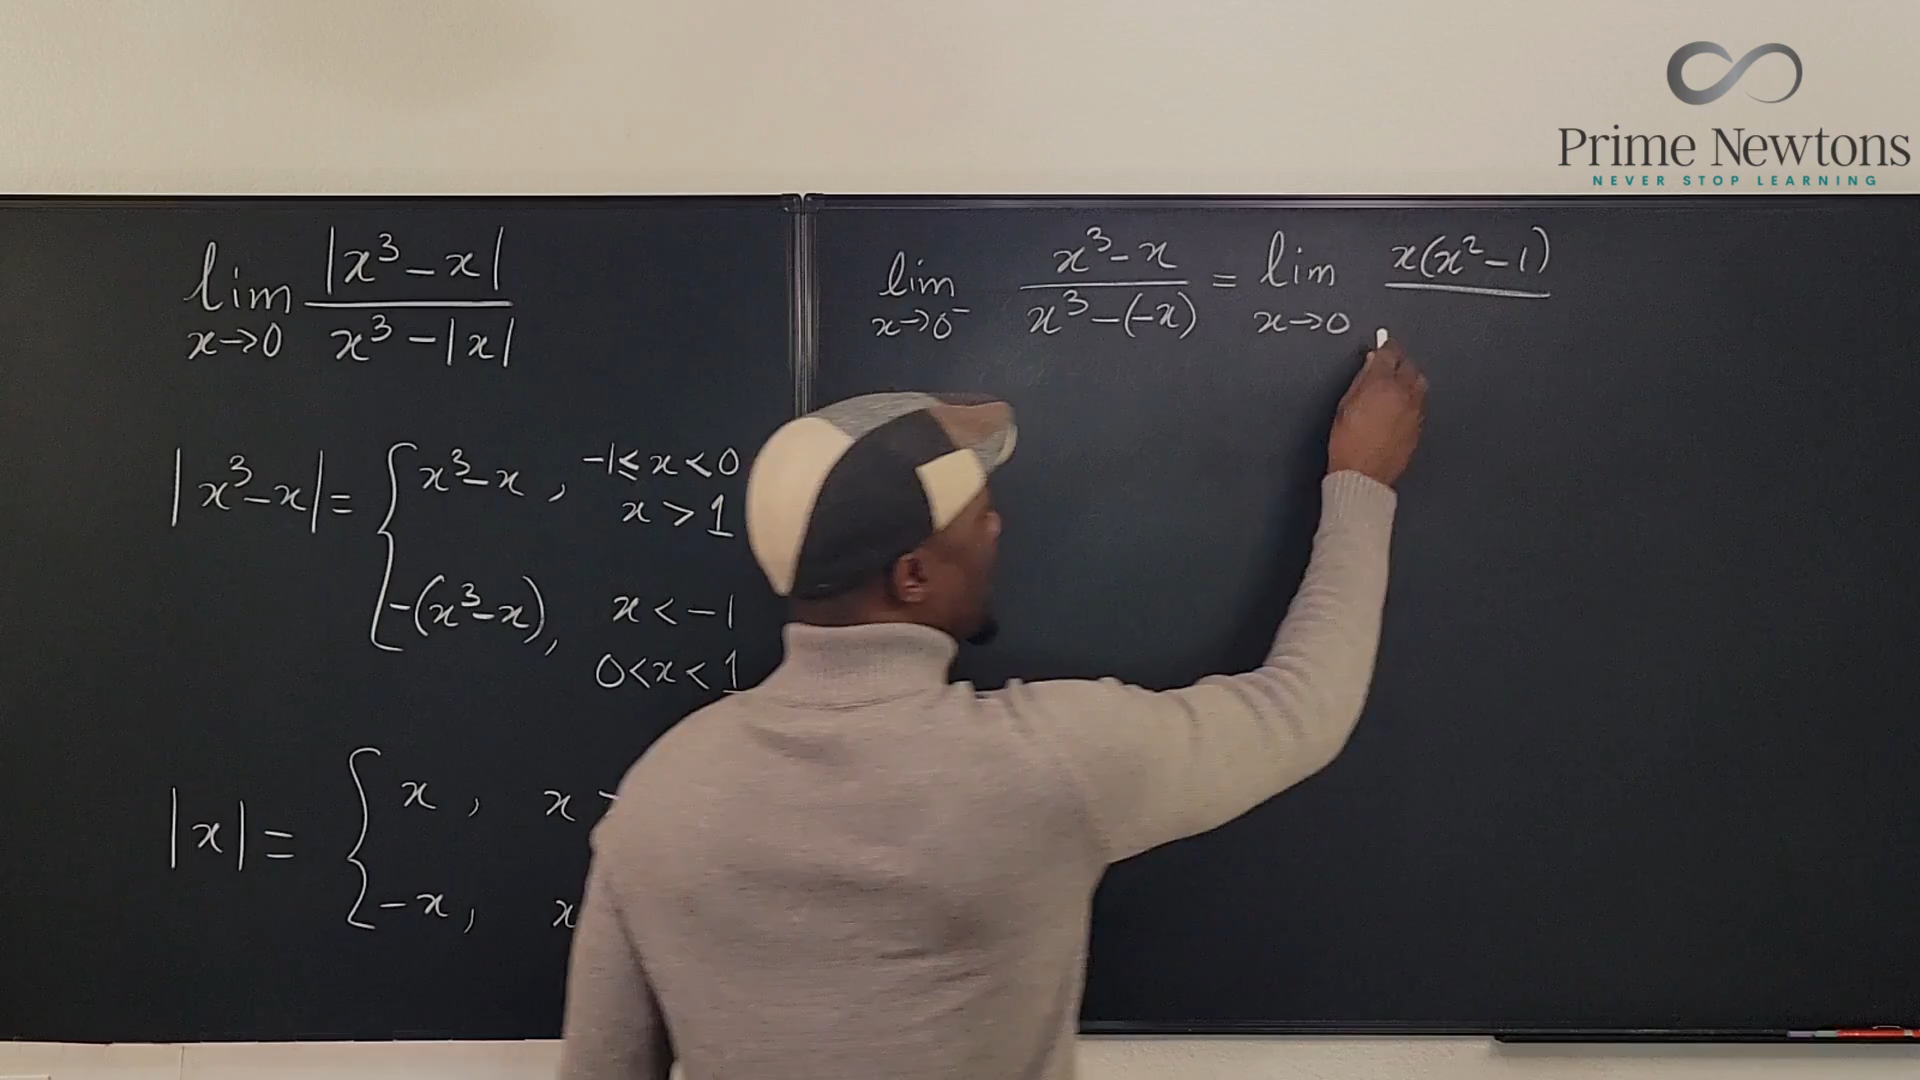 Prime Newtons
NEVER STOP LEARNING
lim x→0 |x³-x| / x³-|x|
|x³-x| = { x³-x , -1≤x<0
x>1
-(x³-x), x<-1
0<x<1
|x| = { x , x
-x , x
lim x→0⁻ x³-x / x³-(-x) = lim x→0 x(x²-1)